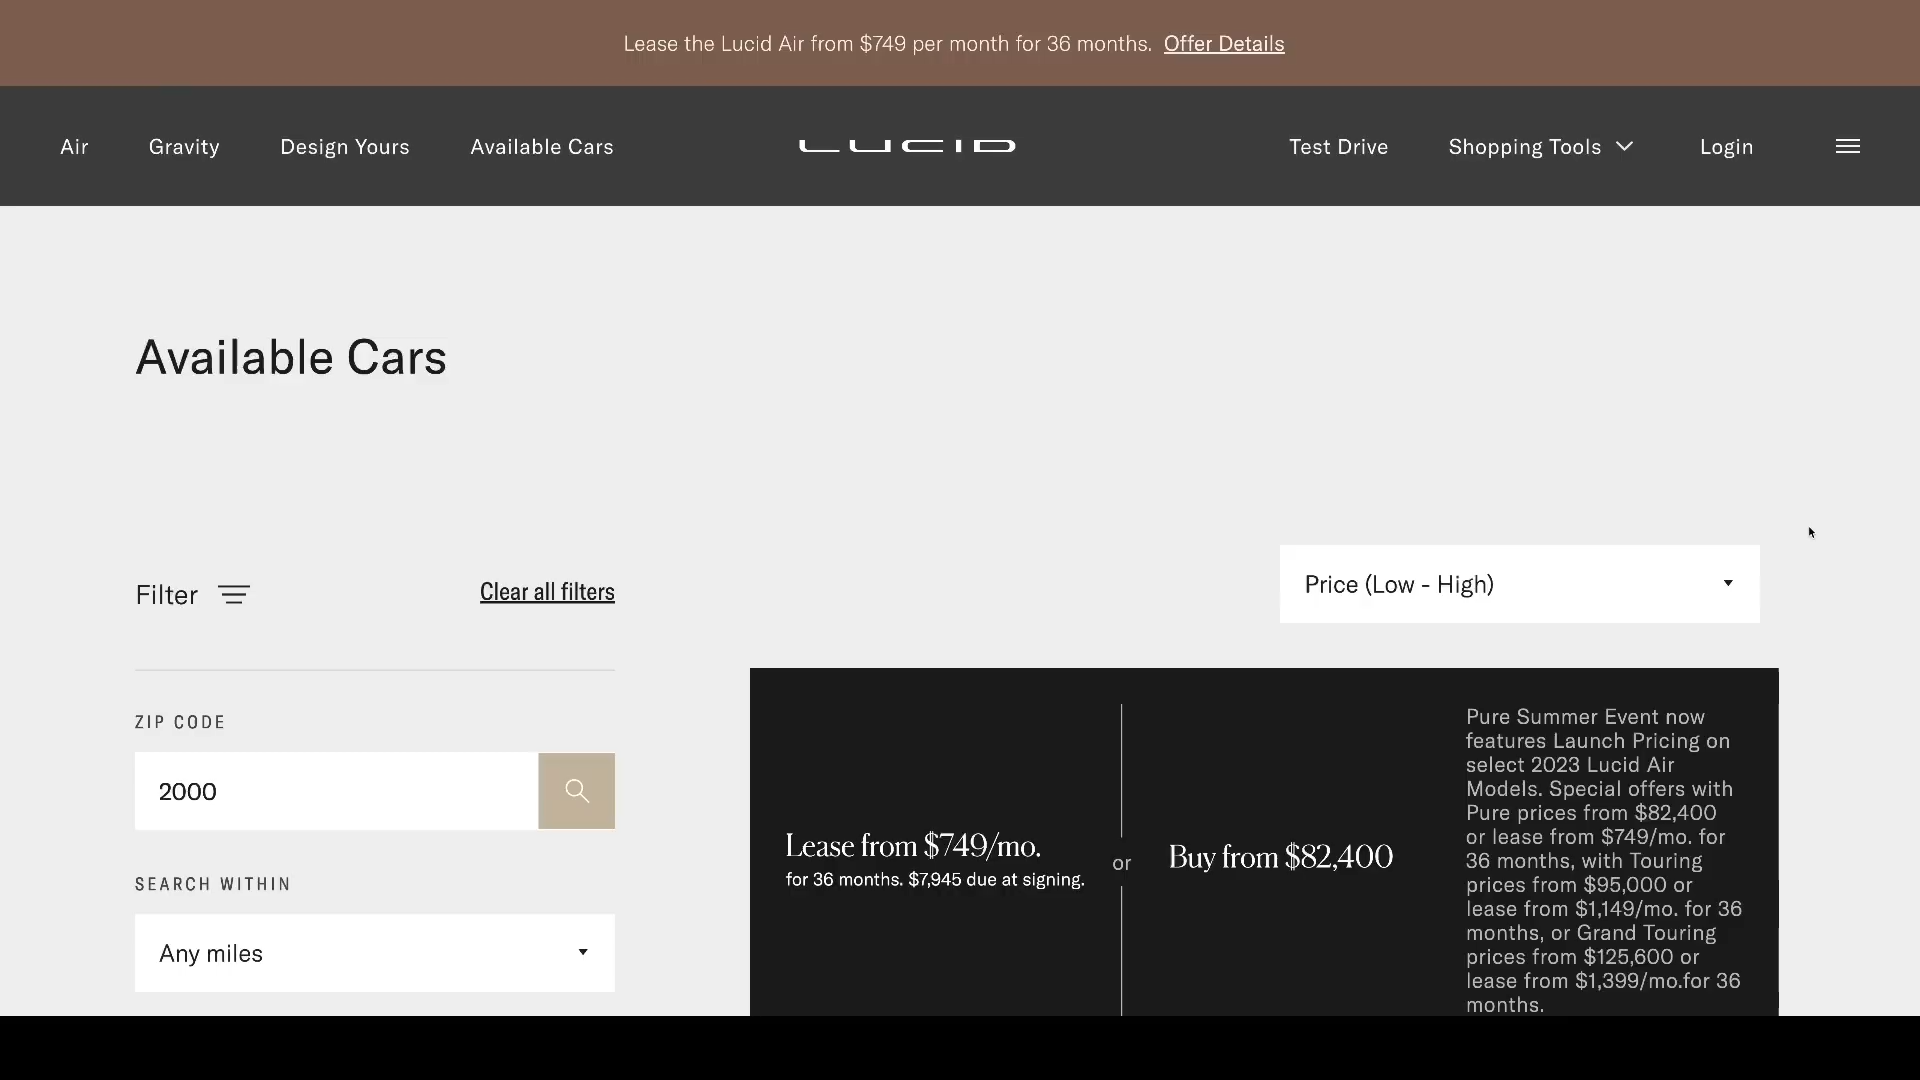 Lease the Lucid Air from $749 per month for 36 months. Offer Details
Air Gravity Design Yours Available Cars LUCID Test Drive Shopping Tools Login
Available Cars
Filter Clear all filters
Price (Low - High)
ZIP CODE
2000
SEARCH WITHIN
Any miles
Lease from $749/mo.
for 36 months. $7,945 due at signing.
or
Buy from $82,400
Pure Summer Event now
features Launch Pricing on
select 2023 Lucid Air
Models. Special offers with
Pure prices from $82,400
or lease from $749/mo. for
36 months, with Touring
prices from $95,000 or
lease from $1,149/mo. for 36
months, or Grand Touring
prices from $125,600 or
lease from $1,399/mo.for 36
months.